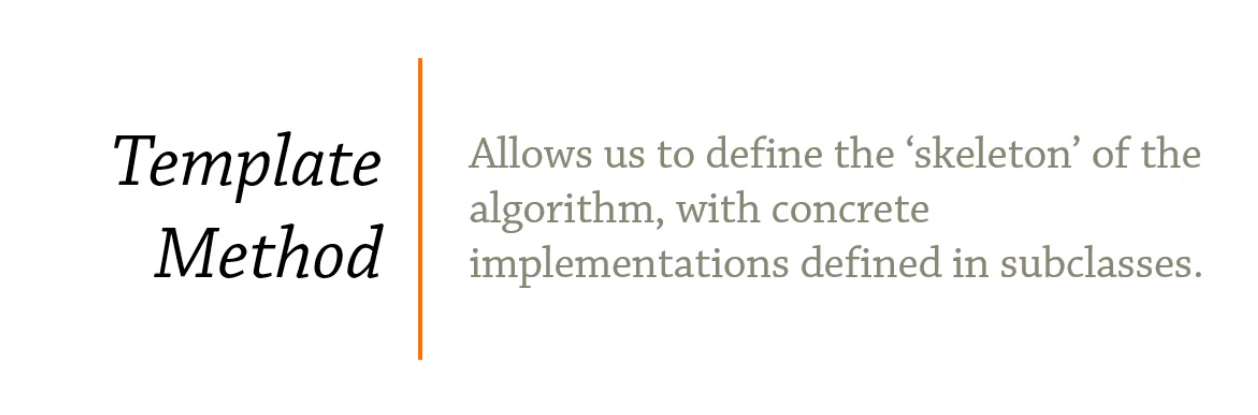 Template
Method
Allows us to define the ‘skeleton’ of the
algorithm, with concrete
implementations defined in subclasses.